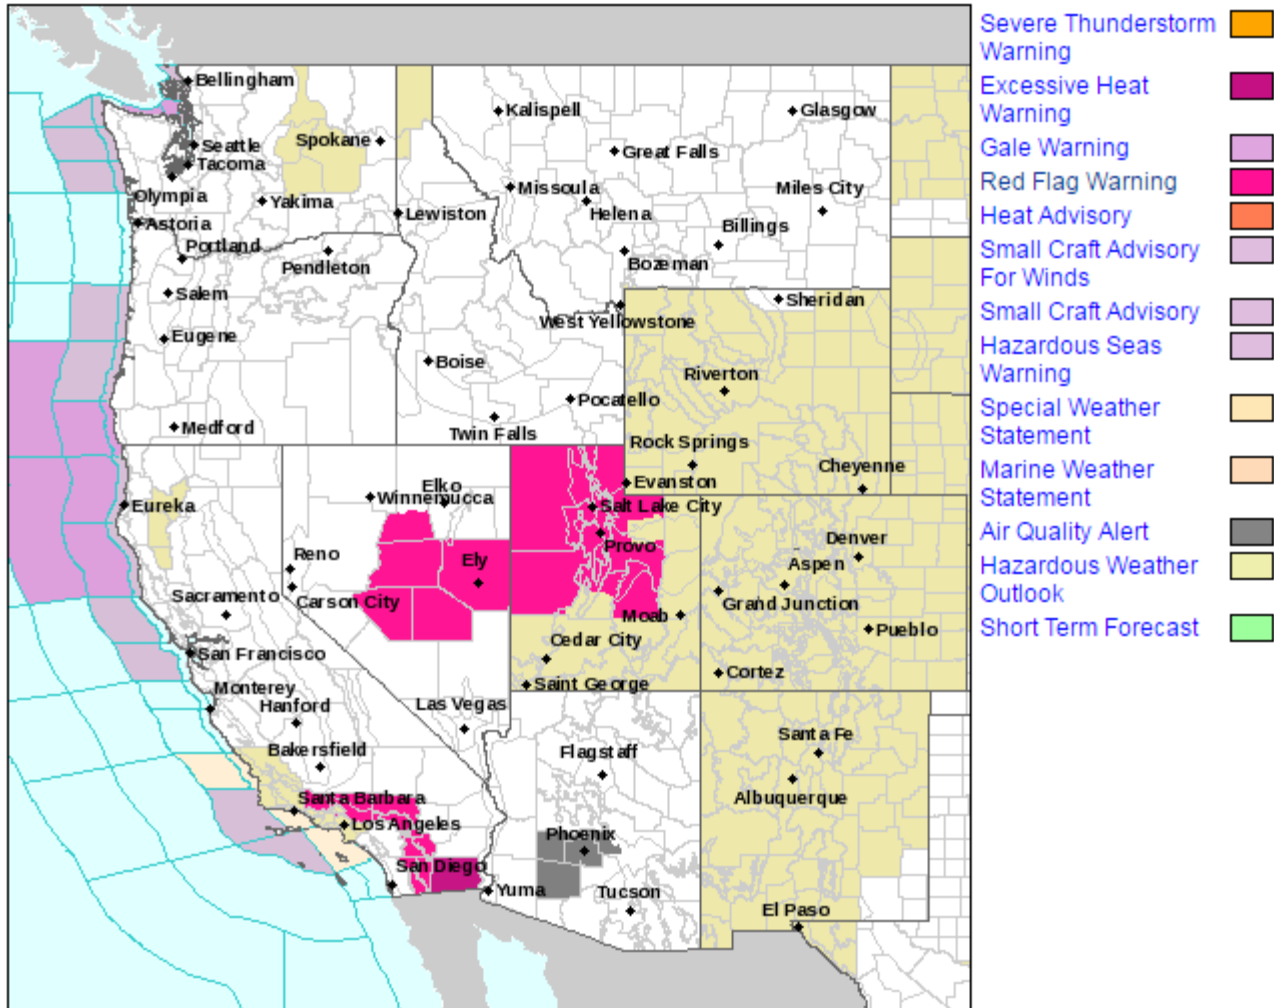 Bellingham
Kalispell
Glasgow
Seattle
Spokane
Great Falls
Tacoma
Missoula
Miles City
Olympia
Yakima
Lewiston
Helena
Astoria
Billings
Portland
Pendleton
Bozeman
Salem
Sheridan
West Yellowstone
Eugene
Boise
Riverton
Pocatello
Medford
Twin Falls
Rock Springs
Cheyenne
Elko
Evanston
Winnemucca
Eureka
Salt Lake City
Denver
Provo
Reno
Ely
Aspen
Sacramento
Carson City
Grand Junction
Moab
Pueblo
Cedar City
San Francisco
Cortez
Saint George
Monterey
Hanford
Las Vegas
Santa Fe
Bakersfield
Flagstaff
Santa Barbara
Albuquerque
Los Angeles
Phoenix
San Diego
Yuma
Tucson
El Paso
Severe Thunderstorm
Warning
Excessive Heat
Warning
Gale Warning
Red Flag Warning
Heat Advisory
Small Craft Advisory
For Winds
Small Craft Advisory
Hazardous Seas
Warning
Special Weather
Statement
Marine Weather
Statement
Air Quality Alert
Hazardous Weather
Outlook
Short Term Forecast